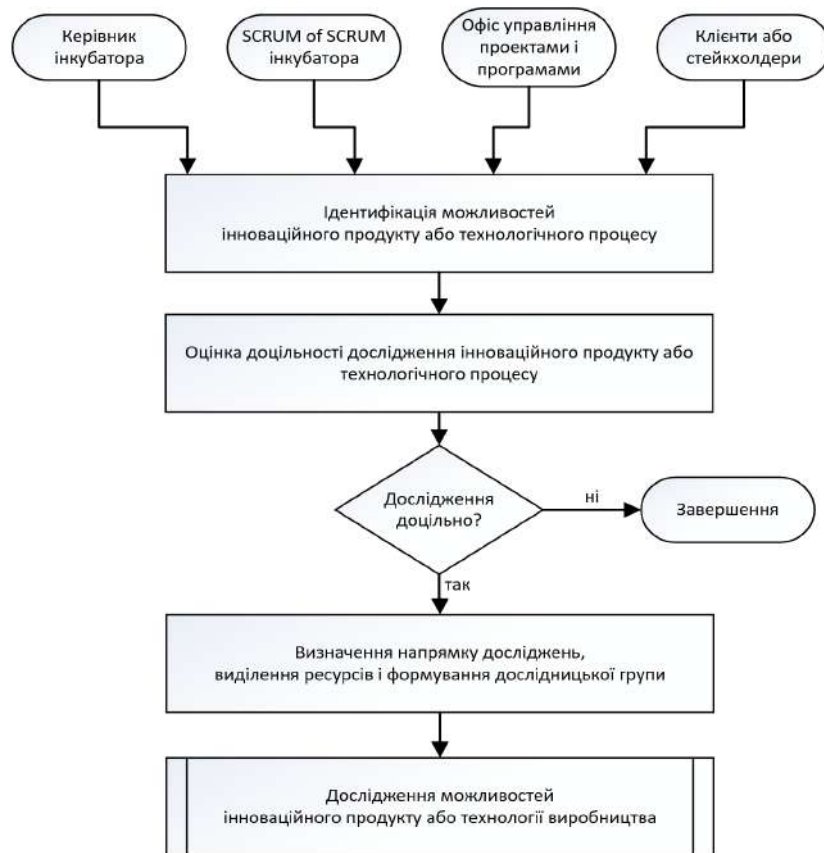 Керівник
інкубатора
SCRUM of SCRUM
інкубатора
Офіс управління
проектами і
програмами
Клієнти або
стейкхолдери
Ідентифікація можливостей
інноваційного продукту або технологічного процесу
Оцінка доцільності дослідження інноваційного продукту або
технологічного процесу
Дослідження
доцільно?
ні
Завершення
так
Визначення напрямку досліджень,
виділення ресурсів і формування дослідницької групи
Дослідження можливостей
інноваційного продукту або технології виробництва